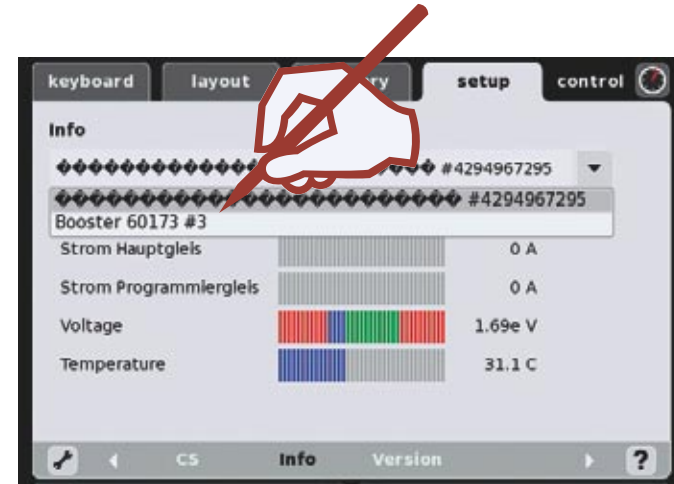 keyboard layout ry setup control
Info
������������������������� #4294967295
������������������������������ #4294967295
Booster 60173 #3
Strom Hauptgleis 0 A
Strom Programmiergleis 0 A
Voltage 1.69e V
Temperature 31.1 C
CS Info Version ?